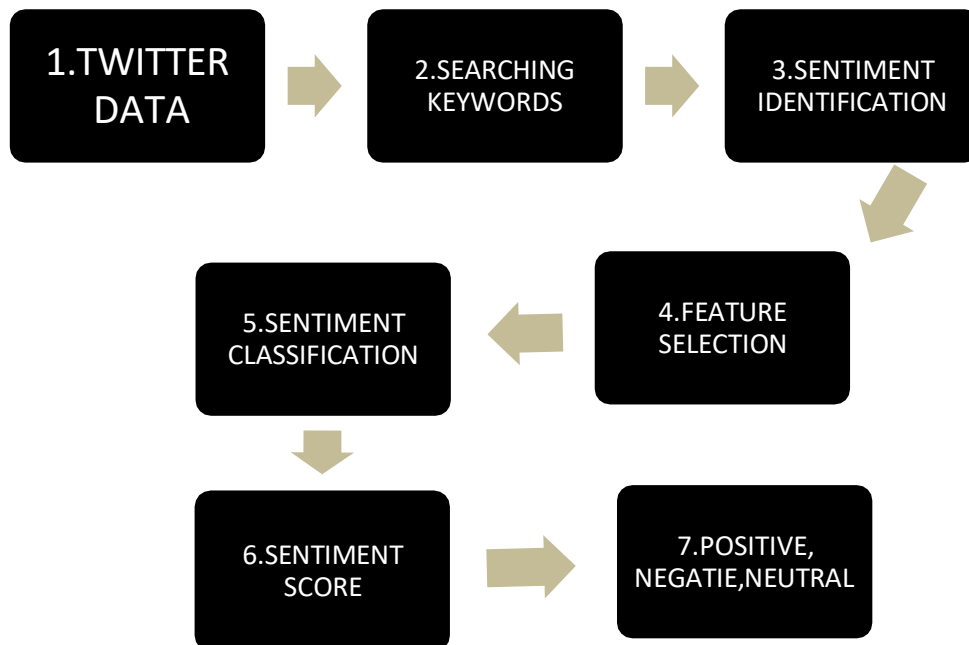 1.TWITTER
DATA
2.SEARCHING
KEYWORDS
3.SENTIMENT
IDENTIFICATION
4.FEATURE
SELECTION
5.SENTIMENT
CLASSIFICATION
6.SENTIMENT
SCORE
7.POSITIVE,
NEGATIE,NEUTRAL